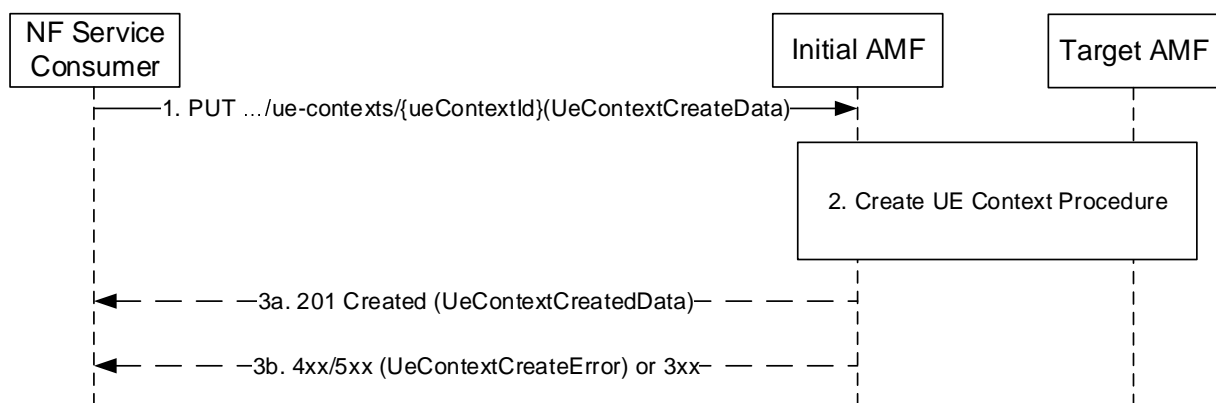 NF Service
Consumer
Initial AMF
Target AMF
1. PUT …/ue-contexts/{ueContextId}(UeContextCreateData)
2. Create UE Context Procedure
3a. 201 Created (UeContextCreatedData)
3b. 4xx/5xx (UeContextCreateError) or 3xx